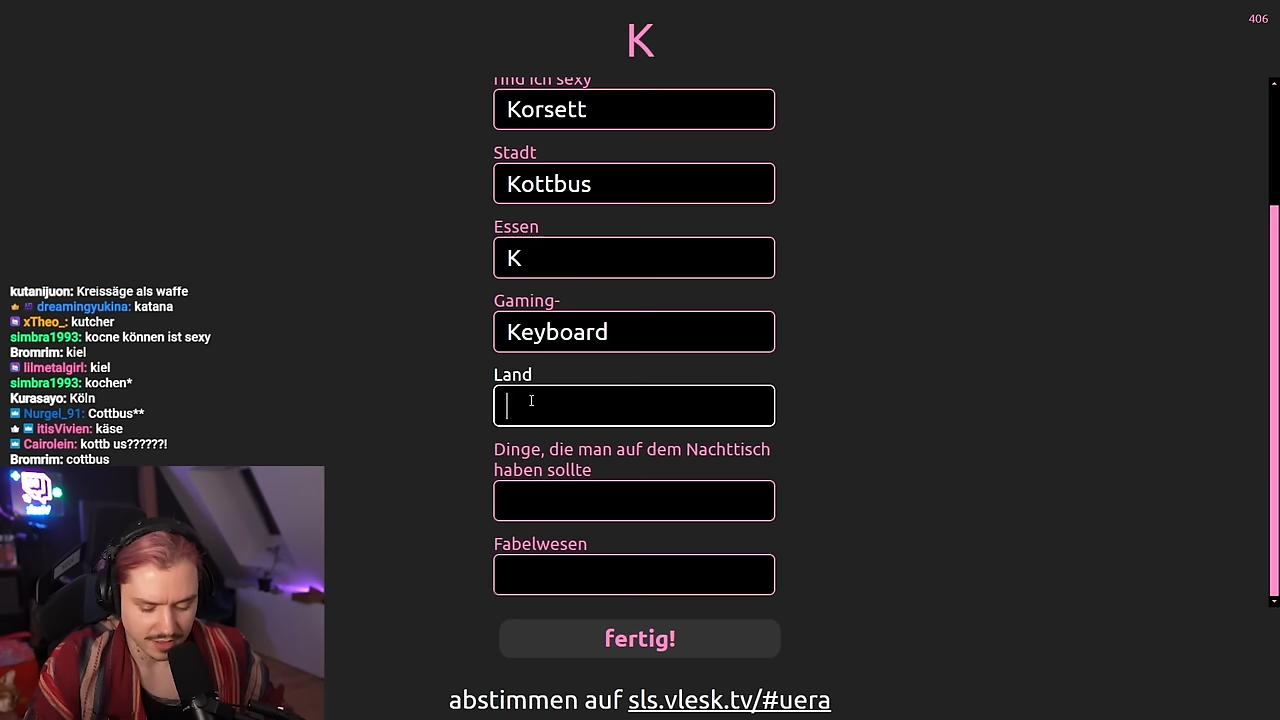 K
406
find ich sexy
Korsett
Stadt
Kottbus
Essen
K
Gaming-
Keyboard
Land
Dinge, die man auf dem Nachttisch
haben sollte
Fabelwesen
fertig!
abstimmen auf sls.vlesk.tv/#uera
kutanijuon: Kreissäge als waffe
dreamingyukina: katana
xTheo_: kutcher
simbra1993: kocne können ist sexy
Bromrim: kiel
lilmetalgirl: kiel
simbra1993: kochen*
Kurasayo: Köln
Nurgel_91: Cottbus**
itisVivien: käse
Cairolein: kottb us??????!
Bromrim: cottbus